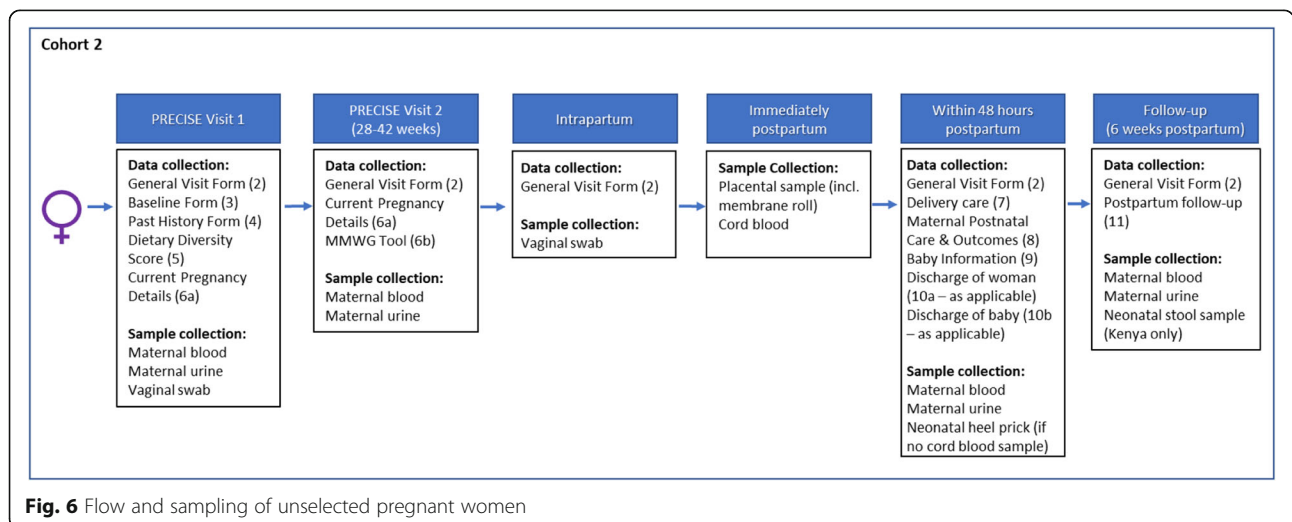 Cohort 2
PRECISE Visit 1
Data collection:
General Visit Form (2)
Baseline Form (3)
Past History Form (4)
Dietary Diversity
Score (5)
Current Pregnancy
Details (6a)
Sample collection:
Maternal blood
Maternal urine
Vaginal swab
PRECISE Visit 2
(28-42 weeks)
Data collection:
General Visit Form (2)
Current Pregnancy
Details (6a)
MMWG Tool (6b)
Sample collection:
Maternal blood
Maternal urine
Intrapartum
Data collection:
General Visit Form (2)
Sample collection:
Vaginal swab
Immediately
postpartum
Sample Collection:
Placental sample (incl.
membrane roll)
Cord blood
Within 48 hours
postpartum
Data collection:
General Visit Form (2)
Delivery care (7)
Maternal Postnatal
Care & Outcomes (8)
Baby Information (9)
Discharge of woman
(10a – as applicable)
Discharge of baby (10b
– as applicable)
Sample collection:
Maternal blood
Maternal urine
Neonatal heel prick (if
no cord blood sample)
Follow-up
(6 weeks postpartum)
Data collection:
General Visit Form (2)
Postpartum follow-up
(11)
Sample collection:
Maternal blood
Maternal urine
Neonatal stool sample
(Kenya only)
Fig. 6 Flow and sampling of unselected pregnant women